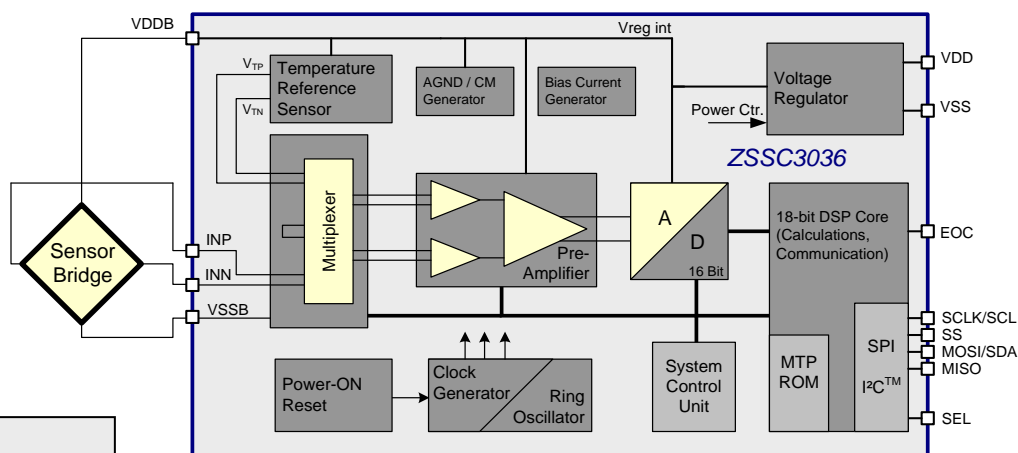 VDDB
Vreg int
VDD
VSS
VTP
VTN
Temperature
Reference
Sensor
AGND / CM
Generator
Bias Current
Generator
Voltage
Regulator
Power Ctr.
ZSSC3036
Sensor
Bridge
INP
INN
VSSB
Multiplexer
Pre-
Amplifier
A
D
16 Bit
18-bit DSP Core
(Calculations,
Communication)
EOC
SCLK/SCL
SS
MOSI/SDA
MISO
SEL
Power-ON
Reset
Clock
Generator
Ring
Oscillator
System
Control
Unit
MTP
ROM
SPI
I²C™